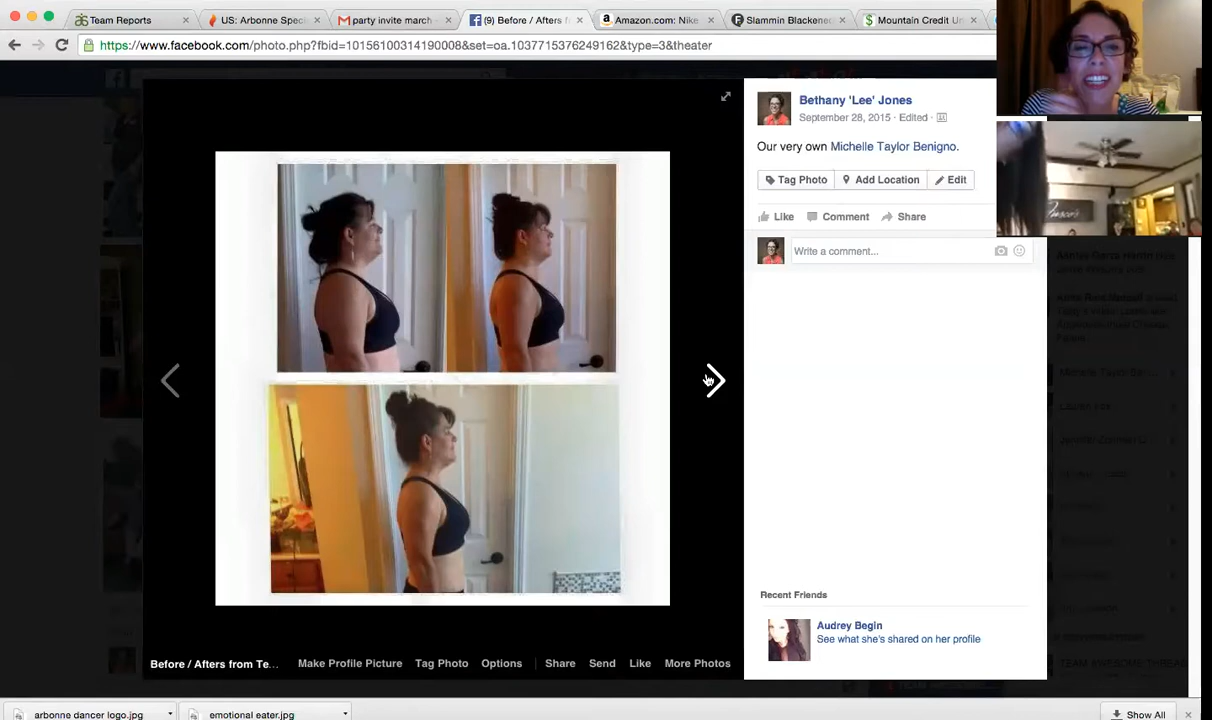 Team Reports
US: Arbonne Spec
party invite march
(9) Before / Afters f
Amazon.com: Nike
Slammin Blackene
Mountain Credit Un
https://www.facebook.com/photo.php?fbid=10156100314190008&set=oa.1037715376249162&type=3&theater
Bethany 'Lee' Jones
September 28, 2015 · Edited ·
Our very own Michelle Taylor Benigno.
Tag Photo
Add Location
Edit
Like
Comment
Share
Write a comment...
Recent Friends
Audrey Begin
See what she's shared on her profile
Before / Afters from Te...
Make Profile Picture
Tag Photo
Options
Share
Send
Like
More Photos
arbonne dancer logo.jpg
emotional eater.jpg
Show All